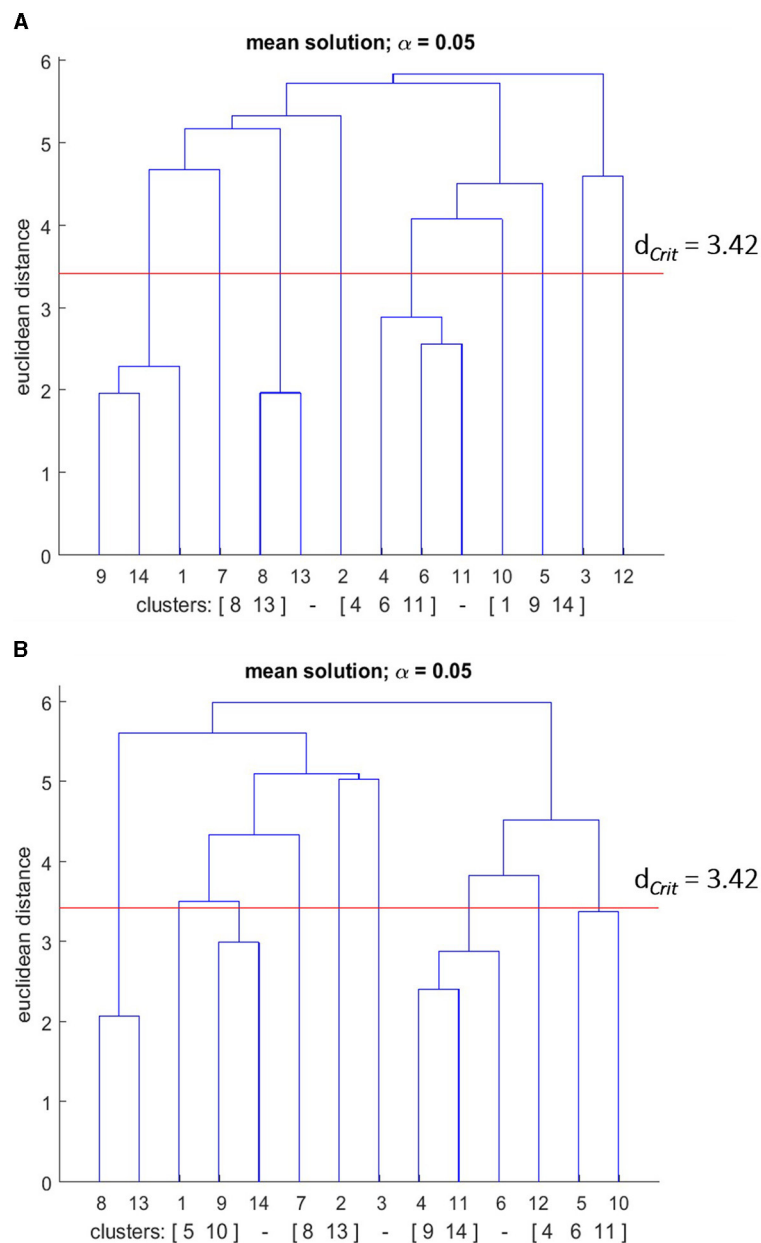 A
mean solution; α = 0.05
6
5
4
3
2
1
0
euclidean distance
dCrit = 3.42
9 14 1 7 8 13 2 4 6 11 10 5 3 12
clusters: [ 8 13 ] - [ 4 6 11 ] - [ 1 9 14 ]
B
mean solution; α = 0.05
6
5
4
3
2
1
0
euclidean distance
dCrit = 3.42
8 13 1 9 14 7 2 3 4 11 6 12 5 10
clusters: [ 5 10 ] - [ 8 13 ] - [ 9 14 ] - [ 4 6 11 ]